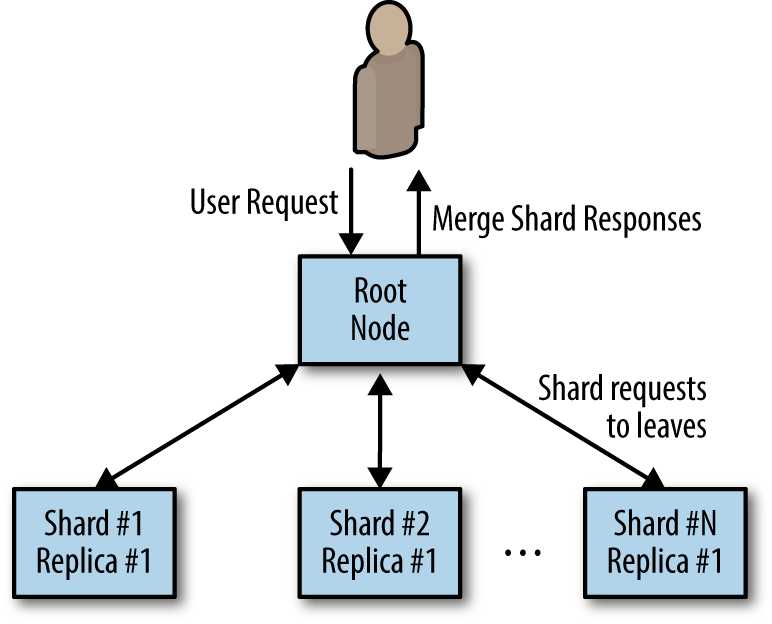 User Request
Merge Shard Responses
Root
Node
Shard requests
to leaves
Shard #1
Replica #1
Shard #2
Replica #1
...
Shard #N
Replica #1